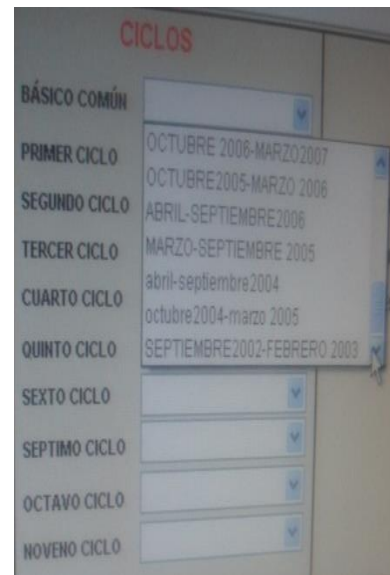 CICLOS
BÁSICO COMÚN
PRIMER CICLO
OCTUBRE 2006-MARZO2007
OCTUBRE2005-MARZO 2006
SEGUNDO CICLO
ABRIL-SEPTIEMBRE2006
TERCER CICLO
MARZO-SEPTIEMBRE 2005
CUARTO CICLO
abril-septiembre2004
octubre2004-marzo 2005
QUINTO CICLO
SEPTIEMBRE2002-FEBRERO 2003
SEXTO CICLO
SEPTIMO CICLO
OCTAVO CICLO
NOVENO CICLO